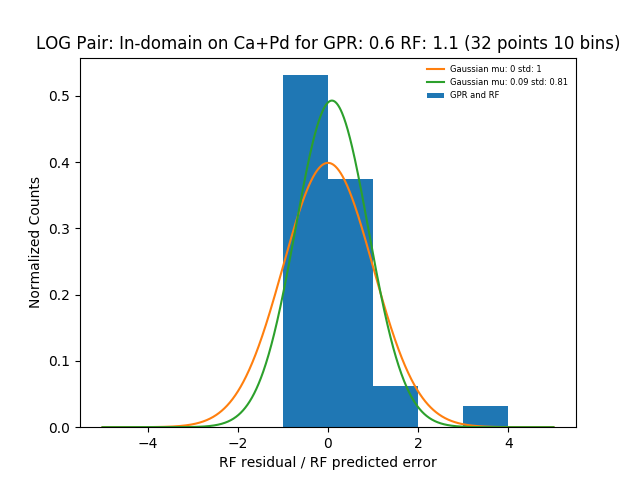 LOG Pair: In-domain on Ca+Pd for GPR: 0.6 RF: 1.1 (32 points 10 bins)
Gaussian mu: 0 std: 1
Gaussian mu: 0.09 std: 0.81
GPR and RF
Normalized Counts
0.5
0.4
0.3
0.2
0.1
0.0
−4 −2 0 2 4
RF residual / RF predicted error